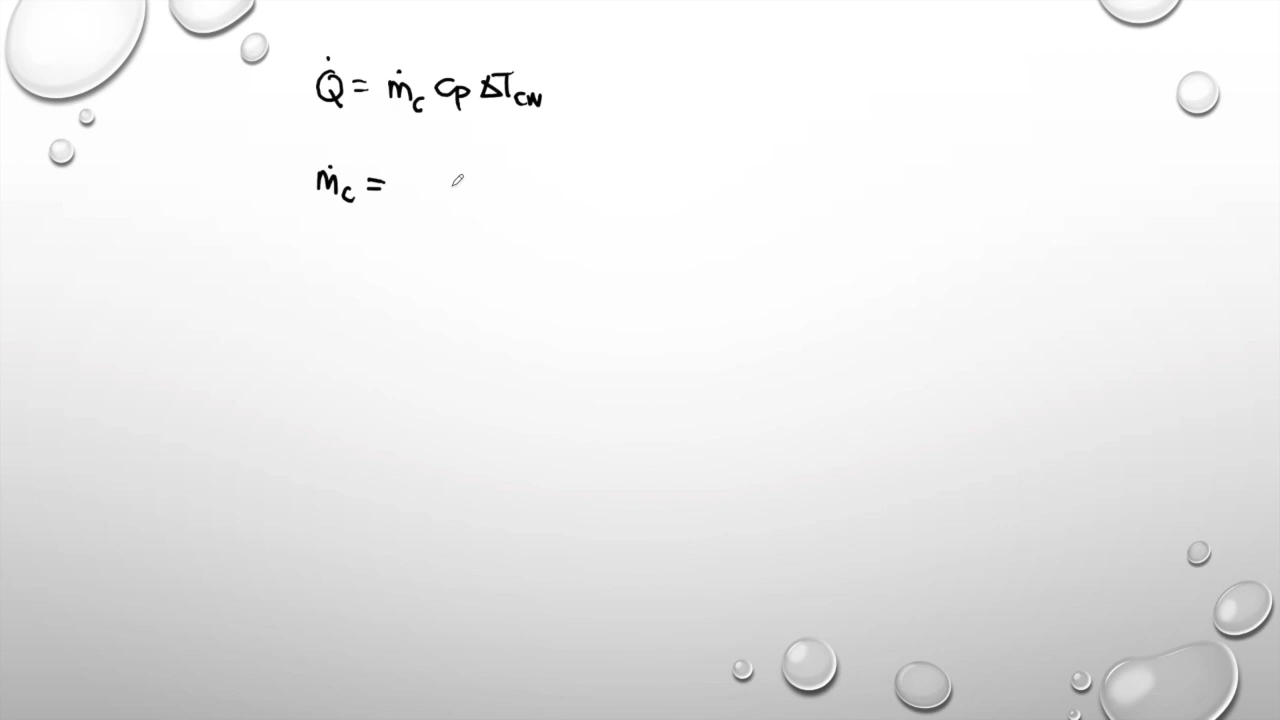 Q̇ = ṁc Cp ΔTcw
ṁc =